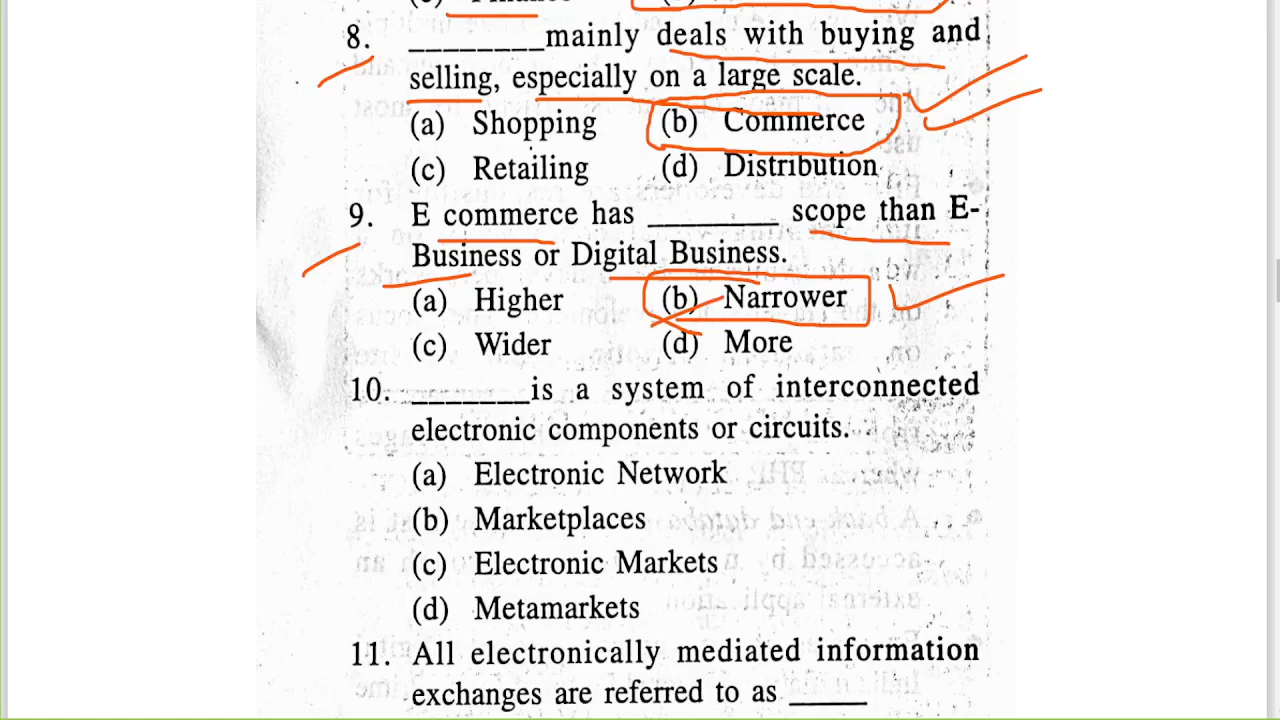 8. ________mainly deals with buying and
selling, especially on a large scale.
(a) Shopping (b) Commerce
(c) Retailing (d) Distribution
9. E commerce has ________ scope than E-
Business or Digital Business.
(a) Higher (b) Narrower
(c) Wider (d) More
10. _______is a system of interconnected
electronic components or circuits.
(a) Electronic Network
(b) Marketplaces
(c) Electronic Markets
(d) Metamarkets
11. All electronically mediated information
exchanges are referred to as _____